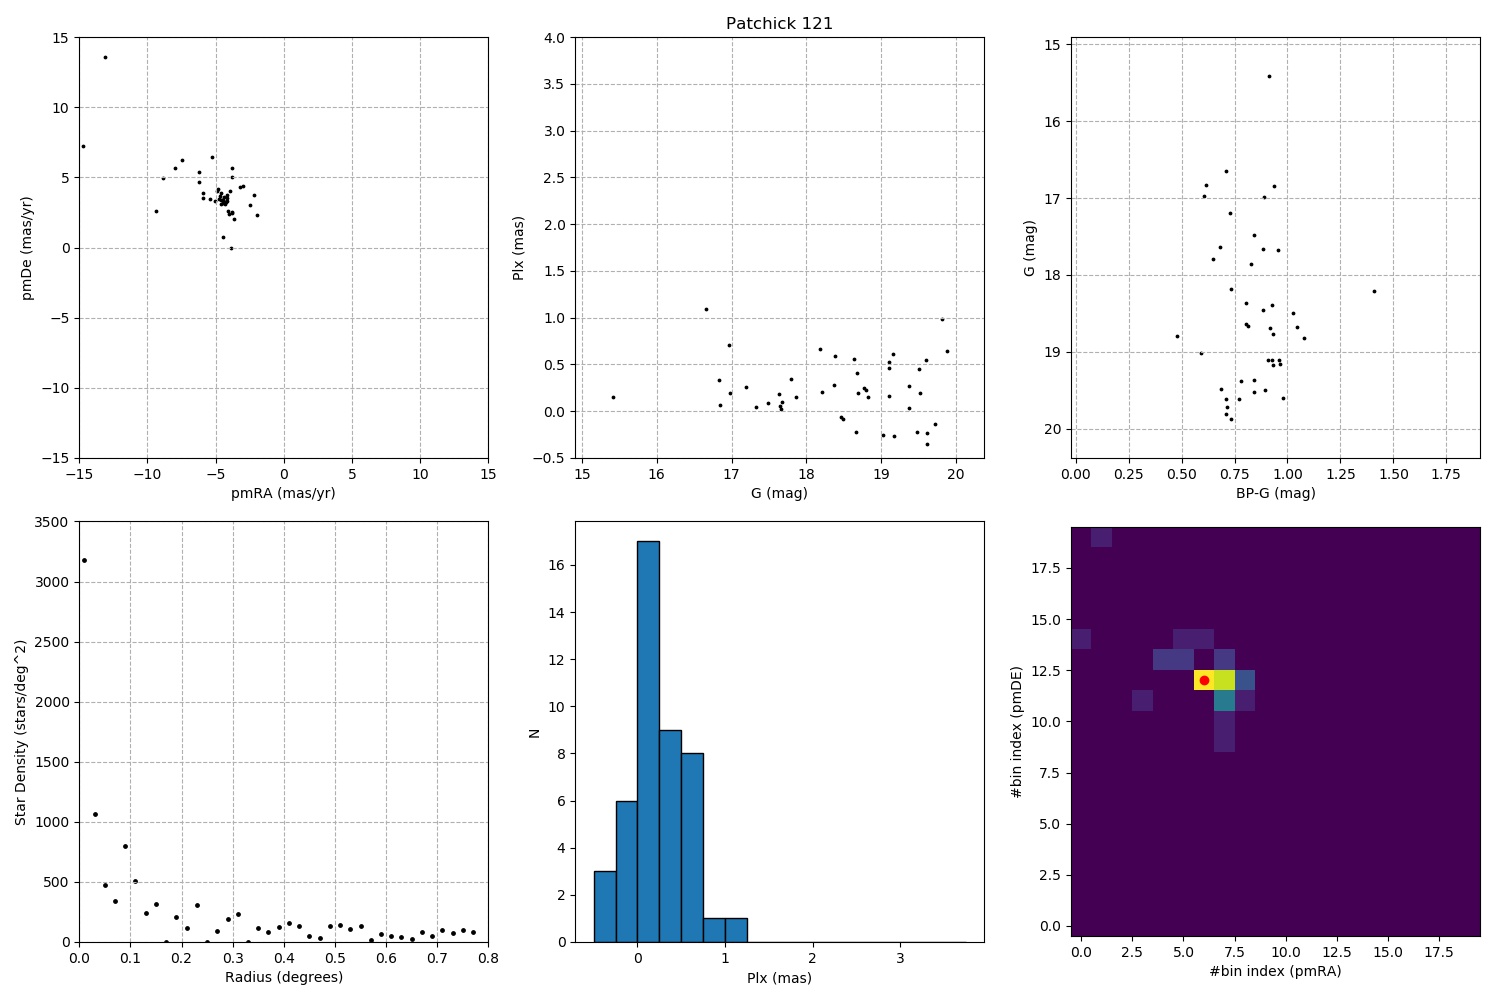 Patchick 121
15
10
5
0
−5
−10
−15
pmDe (mas/yr)
−15 −10 −5 0 5 10 15
pmRA (mas/yr)
4.0
3.5
3.0
2.5
2.0
1.5
1.0
0.5
0.0
−0.5
Plx (mas)
15 16 17 18 19 20
G (mag)
15
16
17
18
19
20
G (mag)
0.00 0.25 0.50 0.75 1.00 1.25 1.50 1.75
BP-G (mag)
3500
3000
2500
2000
1500
1000
500
0
Star Density (stars/deg^2)
0.0 0.1 0.2 0.3 0.4 0.5 0.6 0.7 0.8
Radius (degrees)
16
14
12
10
8
6
4
2
0
N
0 1 2 3
Plx (mas)
17.5
15.0
12.5
10.0
7.5
5.0
2.5
0.0
#bin index (pmDE)
0.0 2.5 5.0 7.5 10.0 12.5 15.0 17.5
#bin index (pmRA)